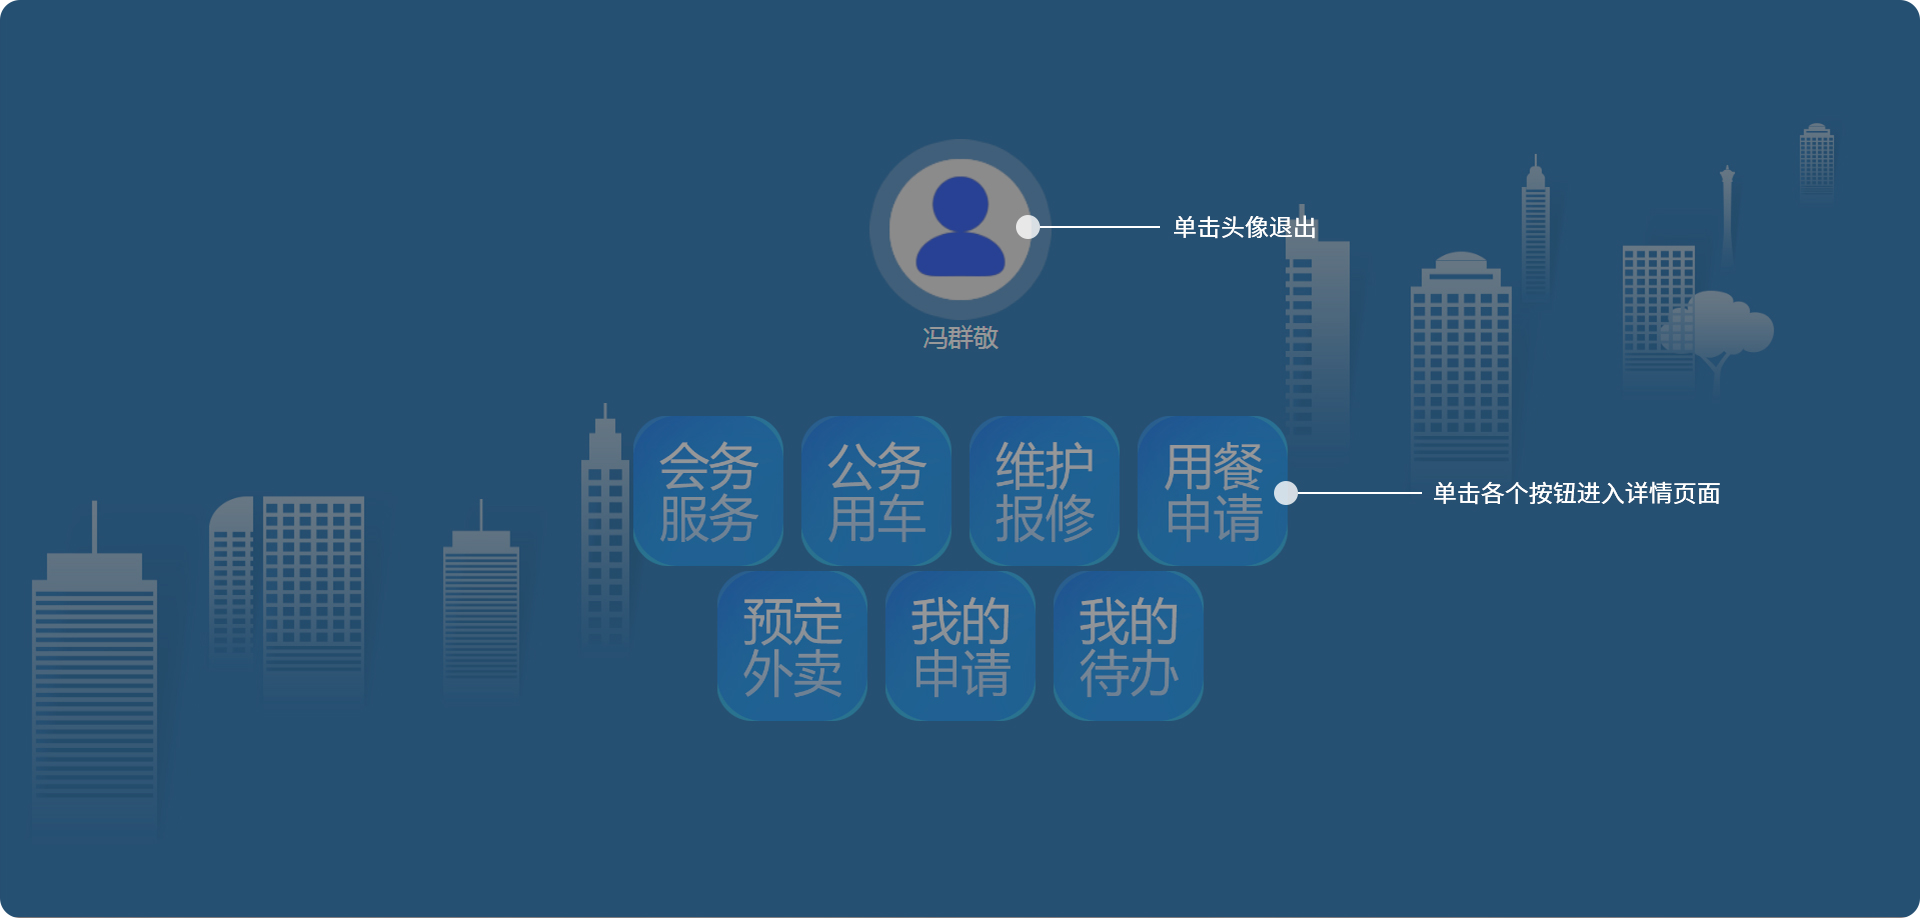 单击头像退出
冯群敬
会务
服务
公务
用车
维护
报修
用餐
申请
单击各个按钮进入详情页面
预定
外卖
我的
申请
我的
待办